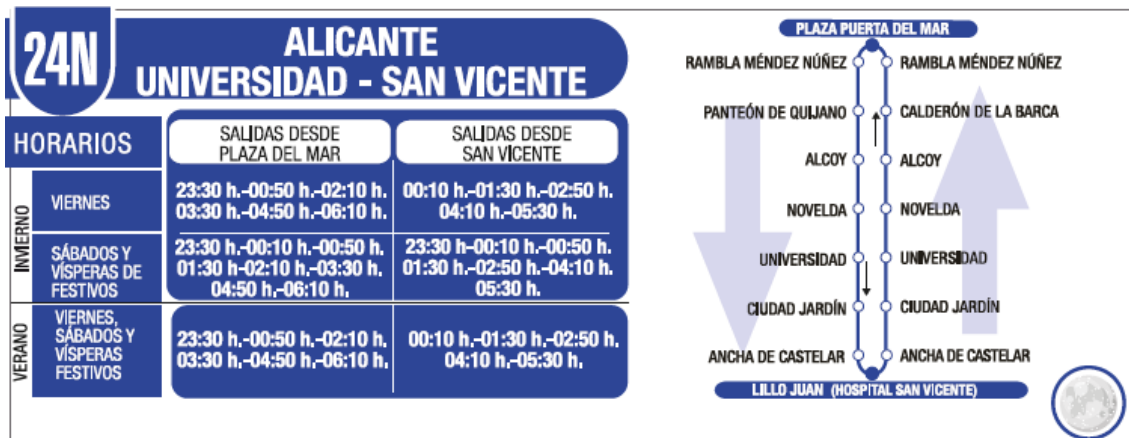 24N
ALICANTE
UNIVERSIDAD - SAN VICENTE
HORARIOS
SALIDAS DESDE
PLAZA DEL MAR
SALIDAS DESDE
SAN VICENTE
INVIERNO
VIERNES
23:30 h.-00:50 h.-02:10 h.
03:30 h.-04:50 h.-06:10 h.
00:10 h.-01:30 h.-02:50 h.
04:10 h.-05:30 h.
SÁBADOS Y
VÍSPERAS DE
FESTIVOS
23:30 h.-00:10 h.-00:50 h.
01:30 h-02:10 h.-03:30 h.
04:50 h.-06:10 h.
23:30 h-00:10 h.-00:50 h.
01:30 h.-02:50 h.-04:10 h.
05:30 h.
VERANO
VIERNES,
SÁBADOS Y
VÍSPERAS
FESTIVOS
23:30 h.-00:50 h.-02:10 h.
03:30 h.-04:50 h.-06:10 h.
00:10 h.-01:30 h.-02:50 h.
04:10 h.-05:30 h.
PLAZA PUERTA DEL MAR
RAMBLA MÉNDEZ NÚÑEZ
RAMBLA MÉNDEZ NÚÑEZ
PANTEÓN DE QUIJANO
CALDERÓN DE LA BARCA
ALCOY
ALCOY
NOVELDA
NOVELDA
UNIVERSIDAD
UNIVERSIDAD
CIUDAD JARDÍN
CIUDAD JARDÍN
ANCHA DE CASTELAR
ANCHA DE CASTELAR
LILLO JUAN (HOSPITAL SAN VICENTE)